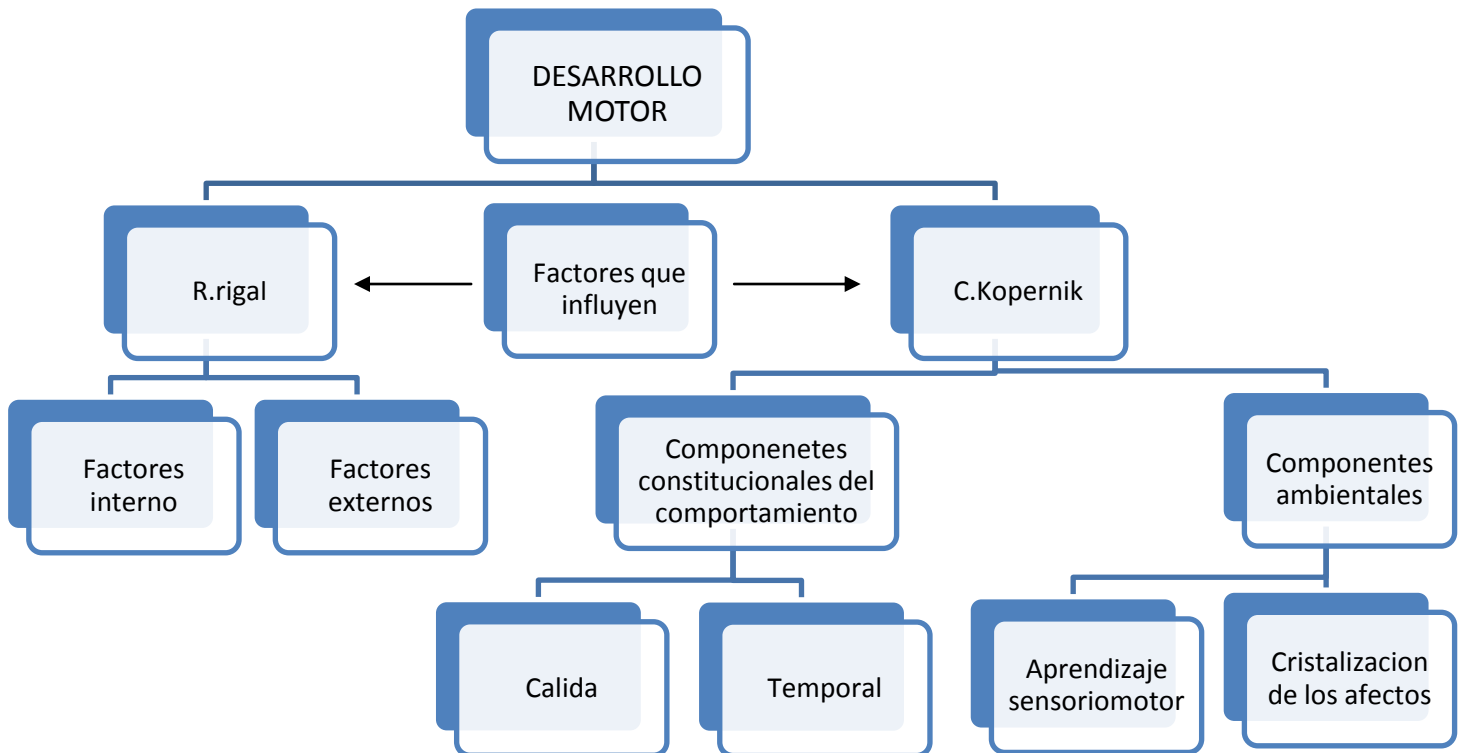 DESARROLLO
MOTOR
R.rigal
Factores que
influyen
C.Kopernik
Factores
interno
Factores
externos
Componenetes
constitucionales del
comportamiento
Componentes
ambientales
Calida
Temporal
Aprendizaje
sensoriomotor
Cristalizacion
de los afectos